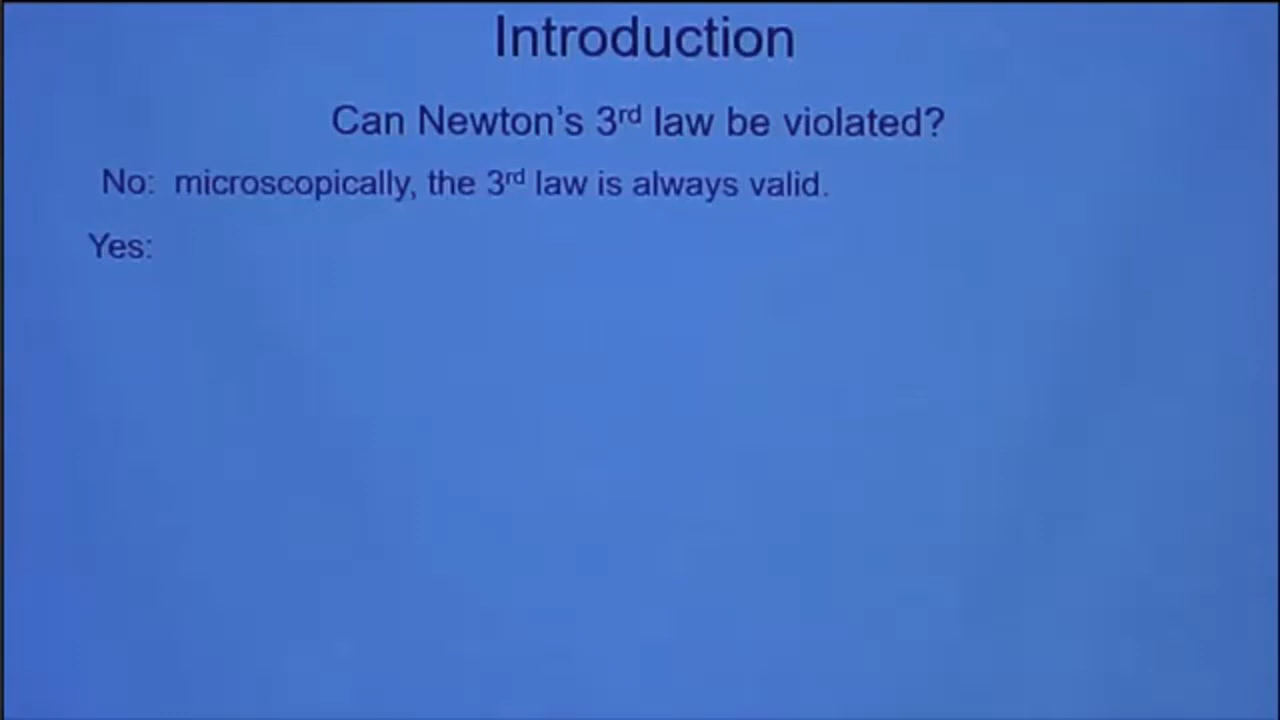 Introduction
Can Newton's 3rd law be violated?
No: microscopically, the 3rd law is always valid.
Yes: